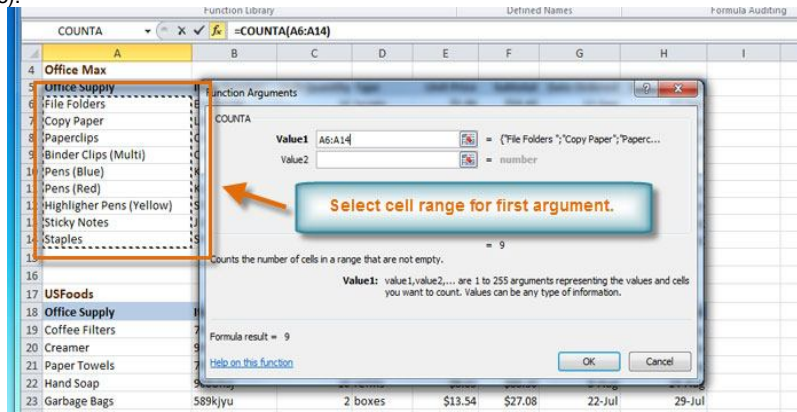 Function Library Defined Names Formula Auditing
COUNTA =COUNTA(A6:A14)
A B C D E F G H I
4 Office Max
5 Office Supply
6 File Folders
7 Copy Paper
8 Paperclips
9 Binder Clips (Multi)
10 Pens (Blue)
11 Pens (Red)
12 Highligher Pens (Yellow)
13 Sticky Notes
14 Staples
15
16
17 USFoods
18 Office Supply
19 Coffee Filters
20 Creamer
21 Paper Towels
22 Hand Soap
23 Garbage Bags 589kjyu 2 boxes $13.54 $27.08 22-Jul 29-Jul
Function Arguments
COUNTA
Value1 A6:A14 = {"File Folders ";"Copy Paper";"Paperc...
Value2 = number
Select cell range for first argument.
= 9
Counts the number of cells in a range that are not empty.
Value1: value1,value2,... are 1 to 255 arguments representing the values and cells
you want to count. Values can be any type of information.
Formula result = 9
Help on this function OK Cancel